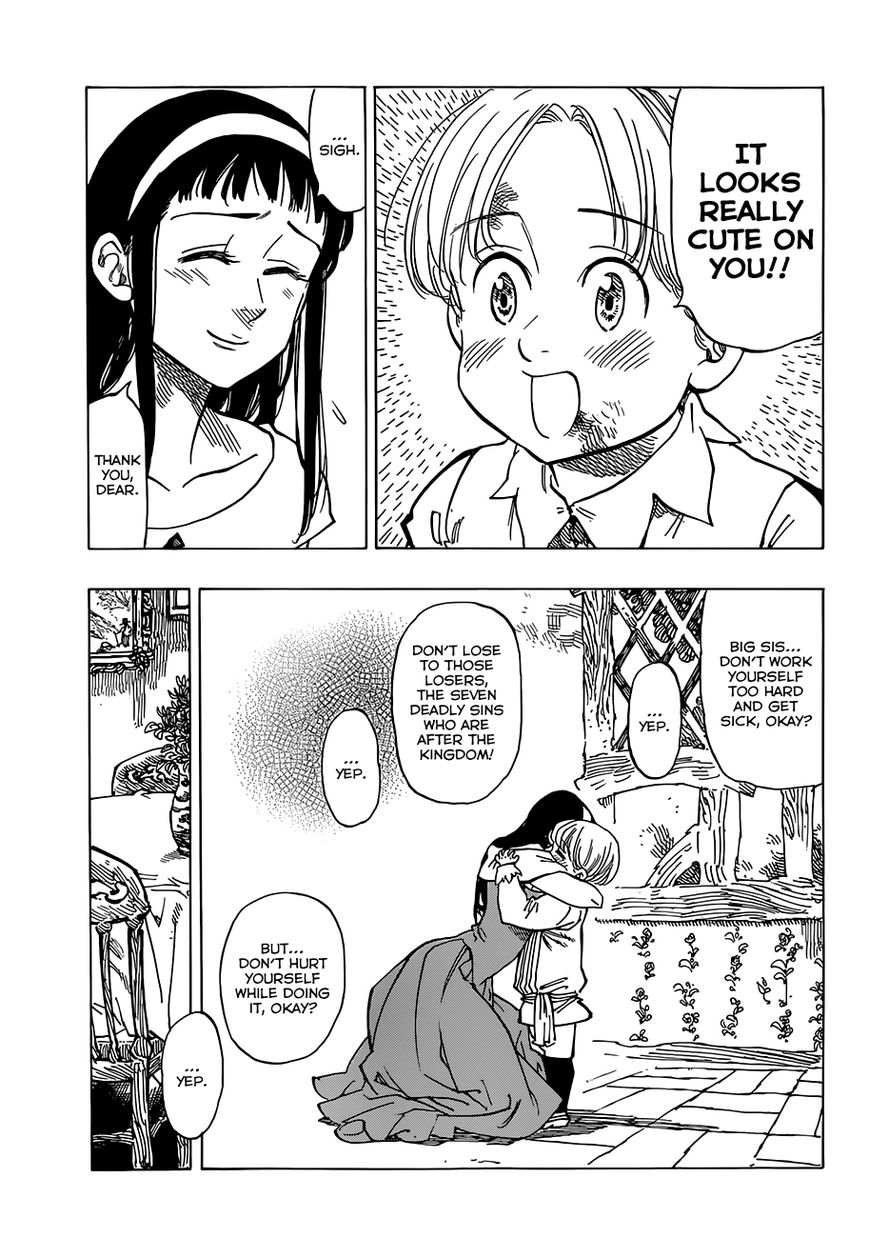 IT
LOOKS
REALLY
CUTE ON
YOU!!
...
SIGH.
THANK
YOU,
DEAR.
BIG SIS...
DON'T WORK
YOURSELF
TOO HARD
AND GET
SICK, OKAY?
...
YEP.
DON'T LOSE
TO THOSE
LOSERS,
THE SEVEN
DEADLY SINS
WHO ARE
AFTER THE
KINGDOM!
...
YEP.
BUT...
DON'T HURT
YOURSELF
WHILE DOING
IT, OKAY?
...
YEP.